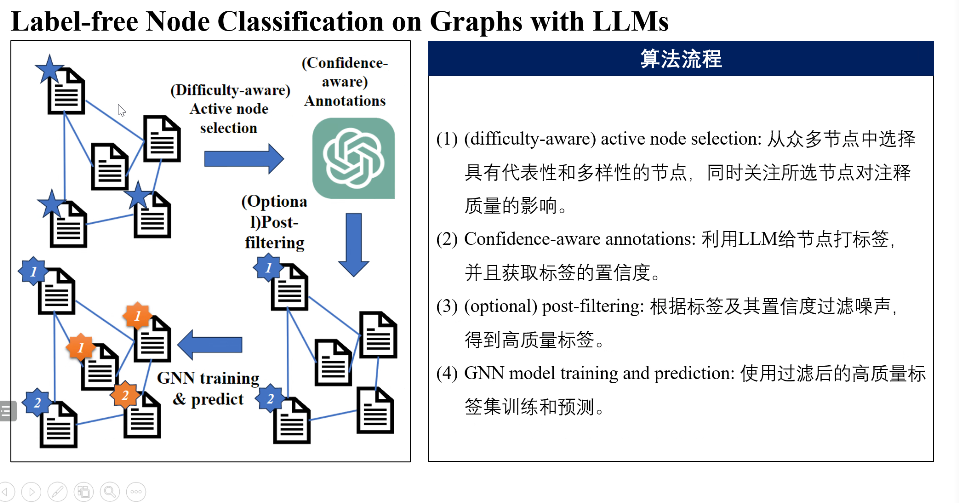 Label-free Node Classification on Graphs with LLMs
(Difficulty-aware)
Active node
selection
(Confidence-
aware)
Annotations
(Optiona
l)Post-
filtering
1
2
GNN training
& predict
1
1
1
2
2
算法流程
(1) (difficulty-aware) active node selection: 从众多节点中选择
具有代表性和多样性的节点，同时关注所选节点对注释
质量的影响。
(2) Confidence-aware annotations: 利用LLM给节点打标签，
并且获取标签的置信度。
(3) (optional) post-filtering: 根据标签及其置信度过滤噪声，
得到高质量标签。
(4) GNN model training and prediction: 使用过滤后的高质量标
签集训练和预测。